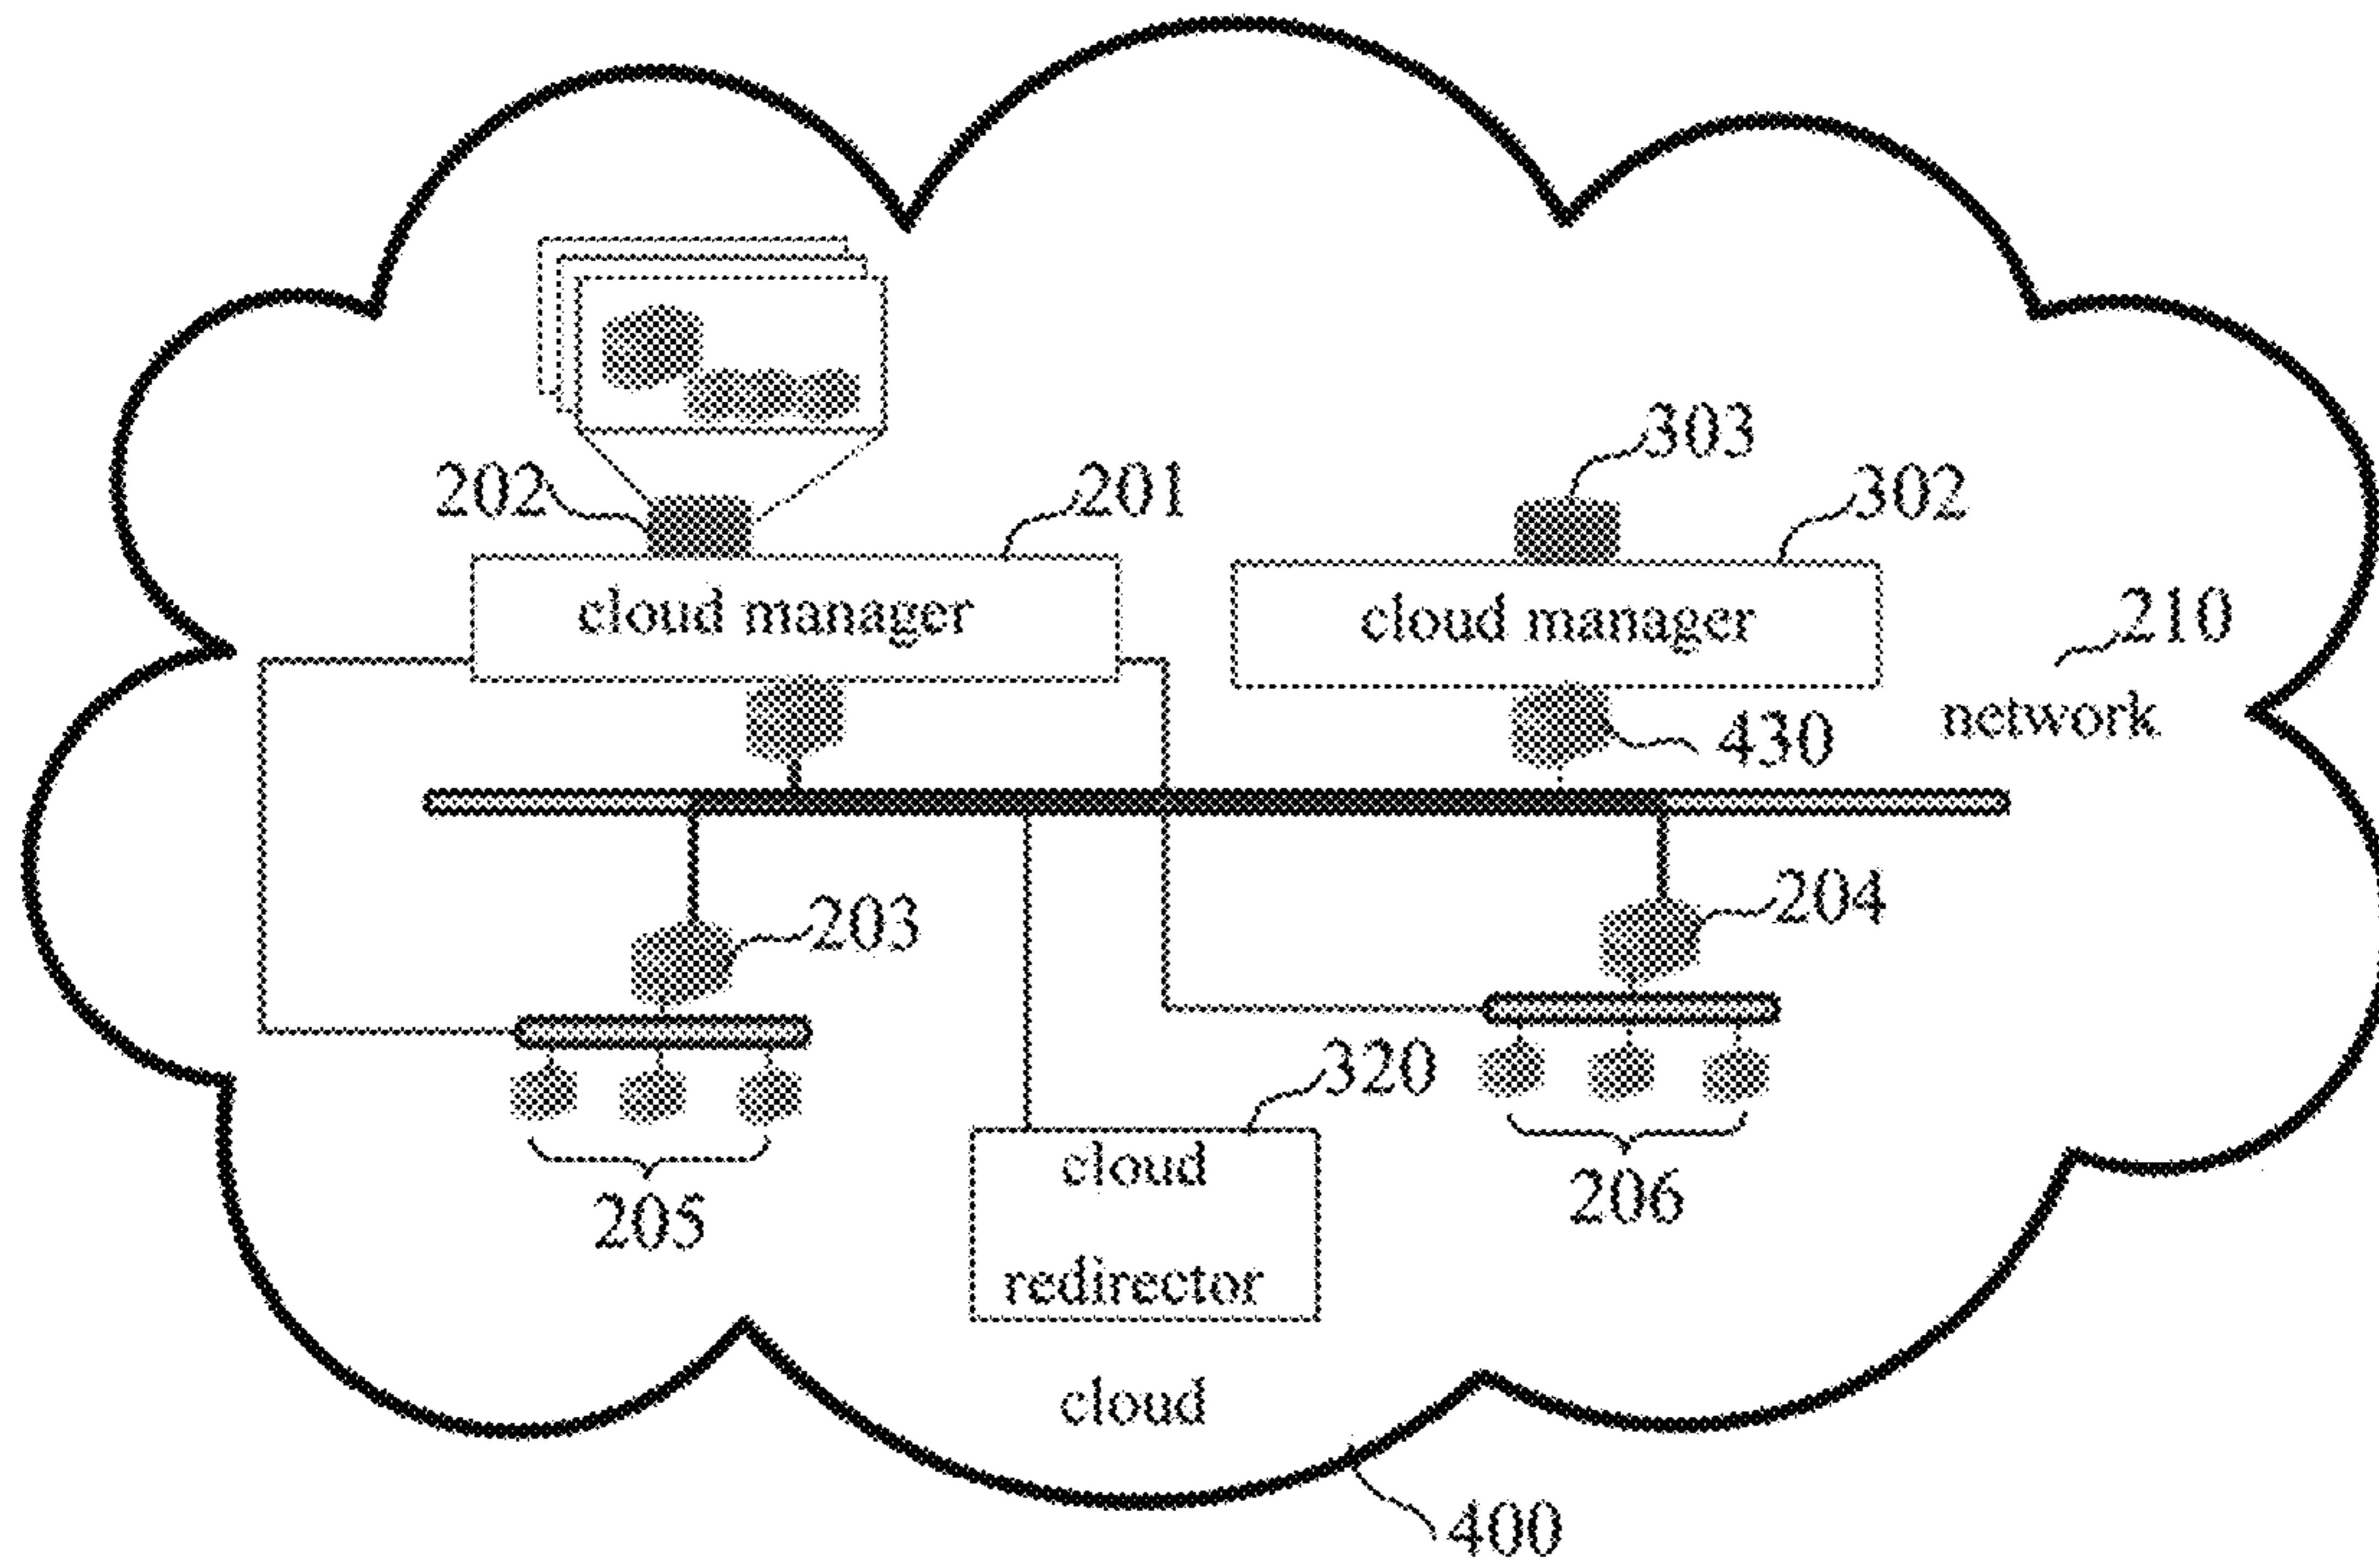 303
202
201
302
cloud manager
cloud manager
210
network
430
203
204
320
cloud
redirector
205
206
cloud
400